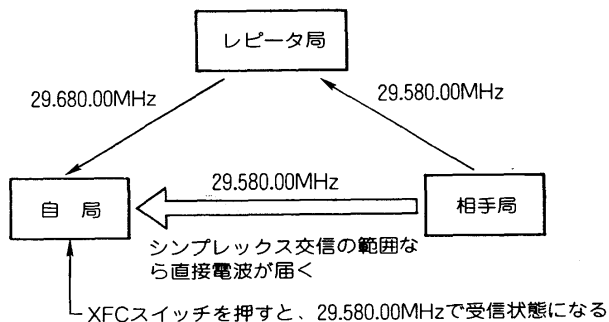 レピータ局
29.680.00MHz
29.580.00MHz
29.580.00MHz
自 局
相手局
シンプレックス交信の範囲な
ら直接電波が届く
XFCスイッチを押すと、29.580.00MHzで受信状態になる